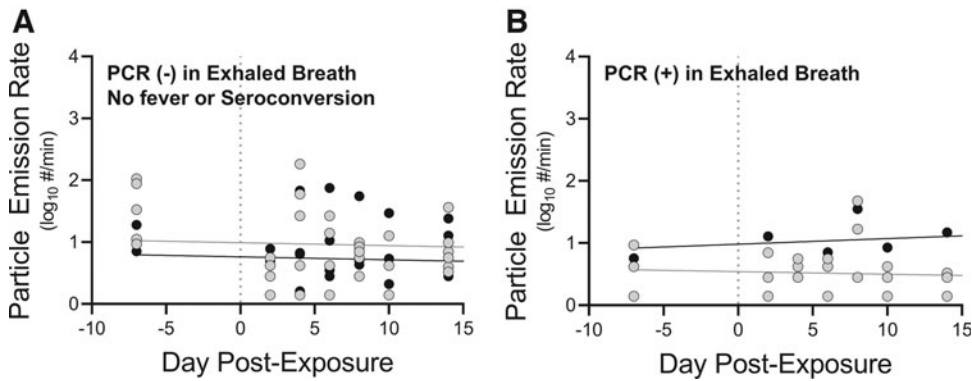 A
Particle Emission Rate
(log₁₀ #/min)
4
3
2
1
0
PCR (-) in Exhaled Breath
No fever or Seroconversion
-10
-5
0
5
10
15
Day Post-Exposure
B
Particle Emission Rate
(log₁₀ #/min)
4
3
2
1
0
PCR (+) in Exhaled Breath
-10
-5
0
5
10
15
Day Post-Exposure